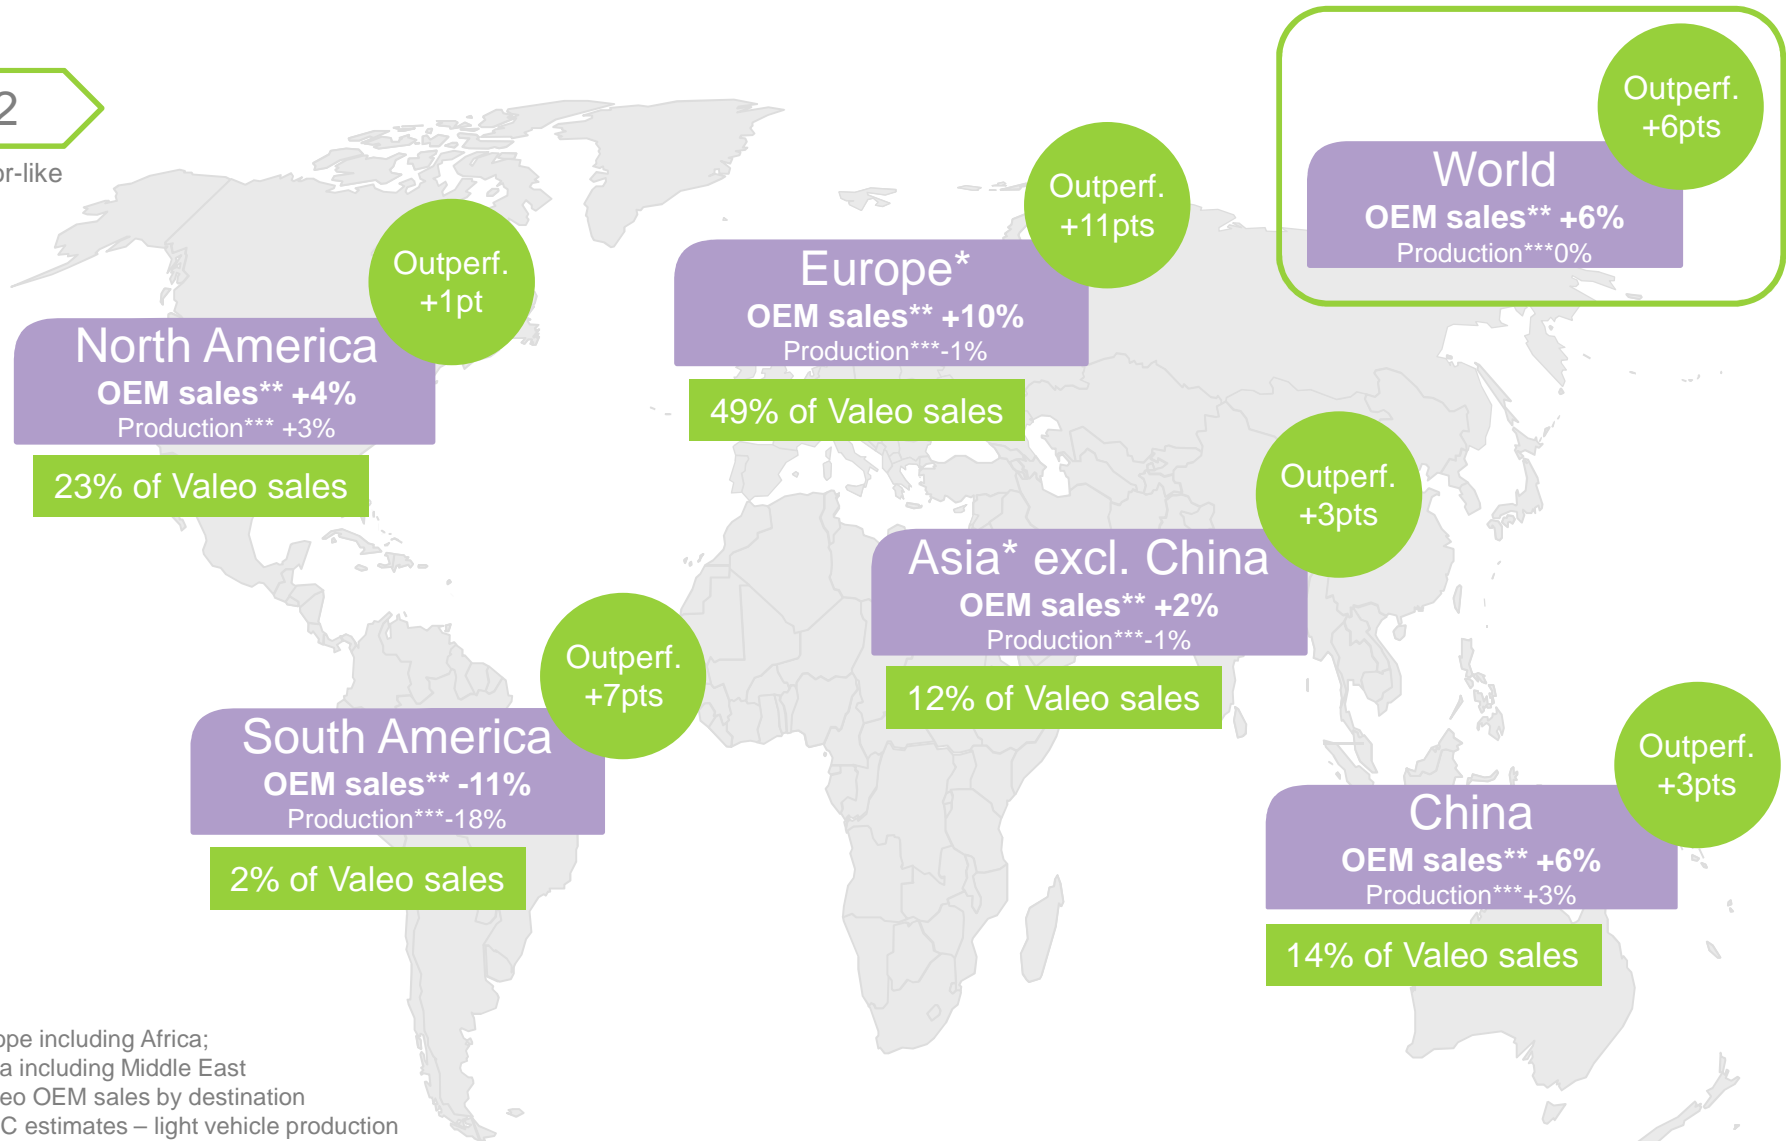 2
or-like
Outperf.
+6pts
World
OEM sales** +6%
Production***0%
Outperf.
+11pts
Europe*
OEM sales** +10%
Production***-1%
49% of Valeo sales
Outperf.
+1pt
North America
OEM sales** +4%
Production*** +3%
23% of Valeo sales
Outperf.
+3pts
Asia* excl. China
OEM sales** +2%
Production***-1%
12% of Valeo sales
Outperf.
+7pts
South America
OEM sales** -11%
Production***-18%
2% of Valeo sales
Outperf.
+3pts
China
OEM sales** +6%
Production***+3%
14% of Valeo sales
ope including Africa;
a including Middle East
eo OEM sales by destination
C estimates – light vehicle production